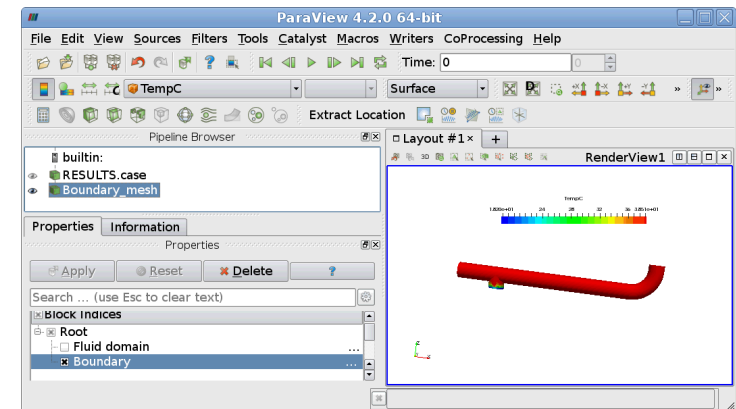 ParaView 4.2.0 64-bit
File Edit View Sources Filters Tools Catalyst Macros Writers CoProcessing Help
Time: 0 0
TempC Surface
Extract Location
Pipeline Browser
builtin:
RESULTS.case
Boundary_mesh
Properties Information
Properties
Apply Reset Delete ?
Search ... (use Esc to clear text)
Block Indices
Root
Fluid domain ...
Boundary ...
Layout #1× +
3D RenderView1
TempC
24 28 32 36